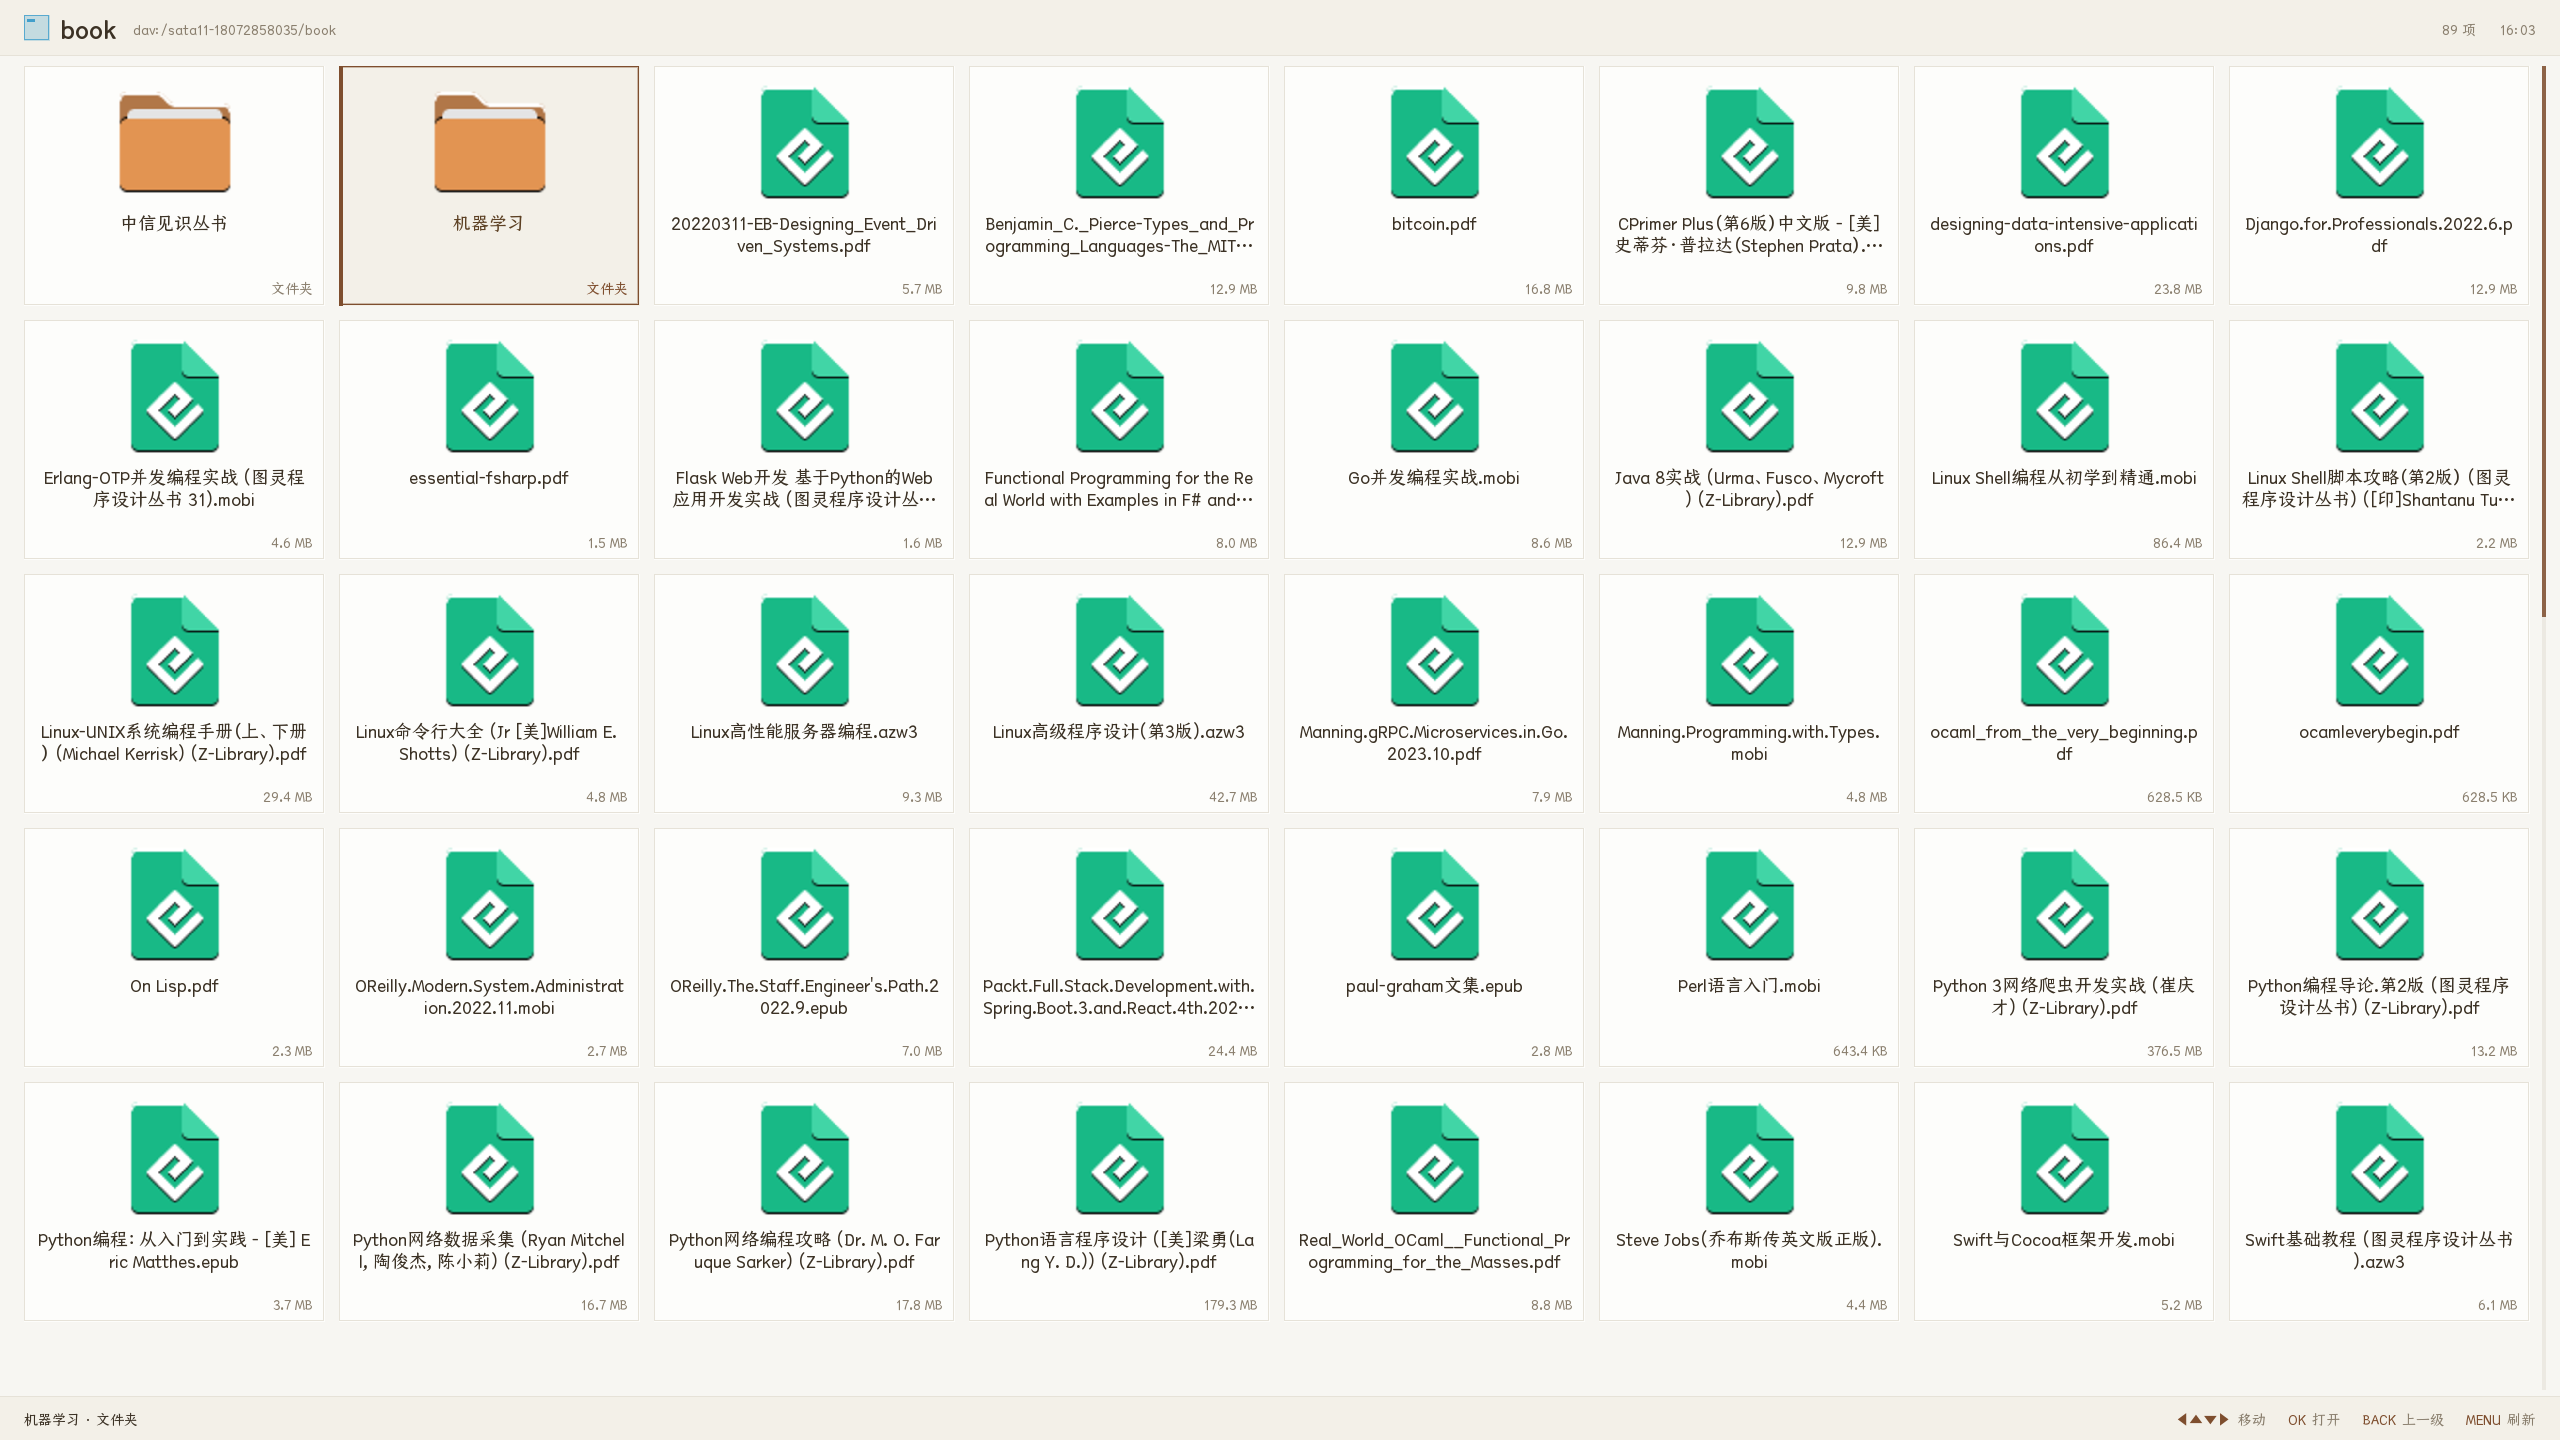 book dav:/sata11-18072858035/book 89 项 16:03
中信见识丛书
文件夹
机器学习
文件夹
20220311-EB-Designing_Event_Dri
ven_Systems.pdf
5.7 MB
Benjamin_C._Pierce-Types_and_Pr
ogramming_Languages-The_MIT…
12.9 MB
bitcoin.pdf
16.8 MB
CPrimer Plus(第6版)中文版 - [美]
史蒂芬·普拉达(Stephen Prata).…
9.8 MB
designing-data-intensive-applicati
ons.pdf
23.8 MB
Django.for.Professionals.2022.6.p
df
12.9 MB
Erlang-OTP并发编程实战 (图灵程
序设计丛书 31).mobi
4.6 MB
essential-fsharp.pdf
1.5 MB
Flask Web开发 基于Python的Web
应用开发实战 (图灵程序设计丛…
1.6 MB
Functional Programming for the Re
al World with Examples in F# and…
8.0 MB
Go并发编程实战.mobi
8.6 MB
Java 8实战 (Urma、Fusco、Mycroft
) (Z-Library).pdf
12.9 MB
Linux Shell编程从初学到精通.mobi
86.4 MB
Linux Shell脚本攻略(第2版) (图灵
程序设计丛书) ([印]Shantanu Tu…
2.2 MB
Linux-UNIX系统编程手册(上、下册
) (Michael Kerrisk) (Z-Library).pdf
29.4 MB
Linux命令行大全 (Jr [美]William E.
Shotts) (Z-Library).pdf
4.8 MB
Linux高性能服务器编程.azw3
9.3 MB
Linux高级程序设计(第3版).azw3
42.7 MB
Manning.gRPC.Microservices.in.Go.
2023.10.pdf
7.9 MB
Manning.Programming.with.Types.
mobi
4.8 MB
ocaml_from_the_very_beginning.p
df
628.5 KB
ocamleverybegin.pdf
628.5 KB
On Lisp.pdf
2.3 MB
OReilly.Modern.System.Administrat
ion.2022.11.mobi
2.7 MB
OReilly.The.Staff.Engineer's.Path.2
022.9.epub
7.0 MB
Packt.Full.Stack.Development.with.
Spring.Boot.3.and.React.4th.202…
24.4 MB
paul-graham文集.epub
2.8 MB
Perl语言入门.mobi
643.4 KB
Python 3网络爬虫开发实战 (崔庆
才) (Z-Library).pdf
376.5 MB
Python编程导论.第2版 (图灵程序
设计丛书) (Z-Library).pdf
13.2 MB
Python编程: 从入门到实践 - [美] E
ric Matthes.epub
3.7 MB
Python网络数据采集 (Ryan Mitchel
l, 陶俊杰, 陈小莉) (Z-Library).pdf
16.7 MB
Python网络编程攻略 (Dr. M. O. Far
uque Sarker) (Z-Library).pdf
17.8 MB
Python语言程序设计 ([美]梁勇(La
ng Y. D.)) (Z-Library).pdf
179.3 MB
Real_World_OCaml__Functional_Pr
ogramming_for_the_Masses.pdf
8.8 MB
Steve Jobs(乔布斯传英文版正版).
mobi
4.4 MB
Swift与Cocoa框架开发.mobi
5.2 MB
Swift基础教程 (图灵程序设计丛书
).azw3
6.1 MB
机器学习 · 文件夹
◀▲▼▶ 移动 OK 打开 BACK 上一级 MENU 刷新